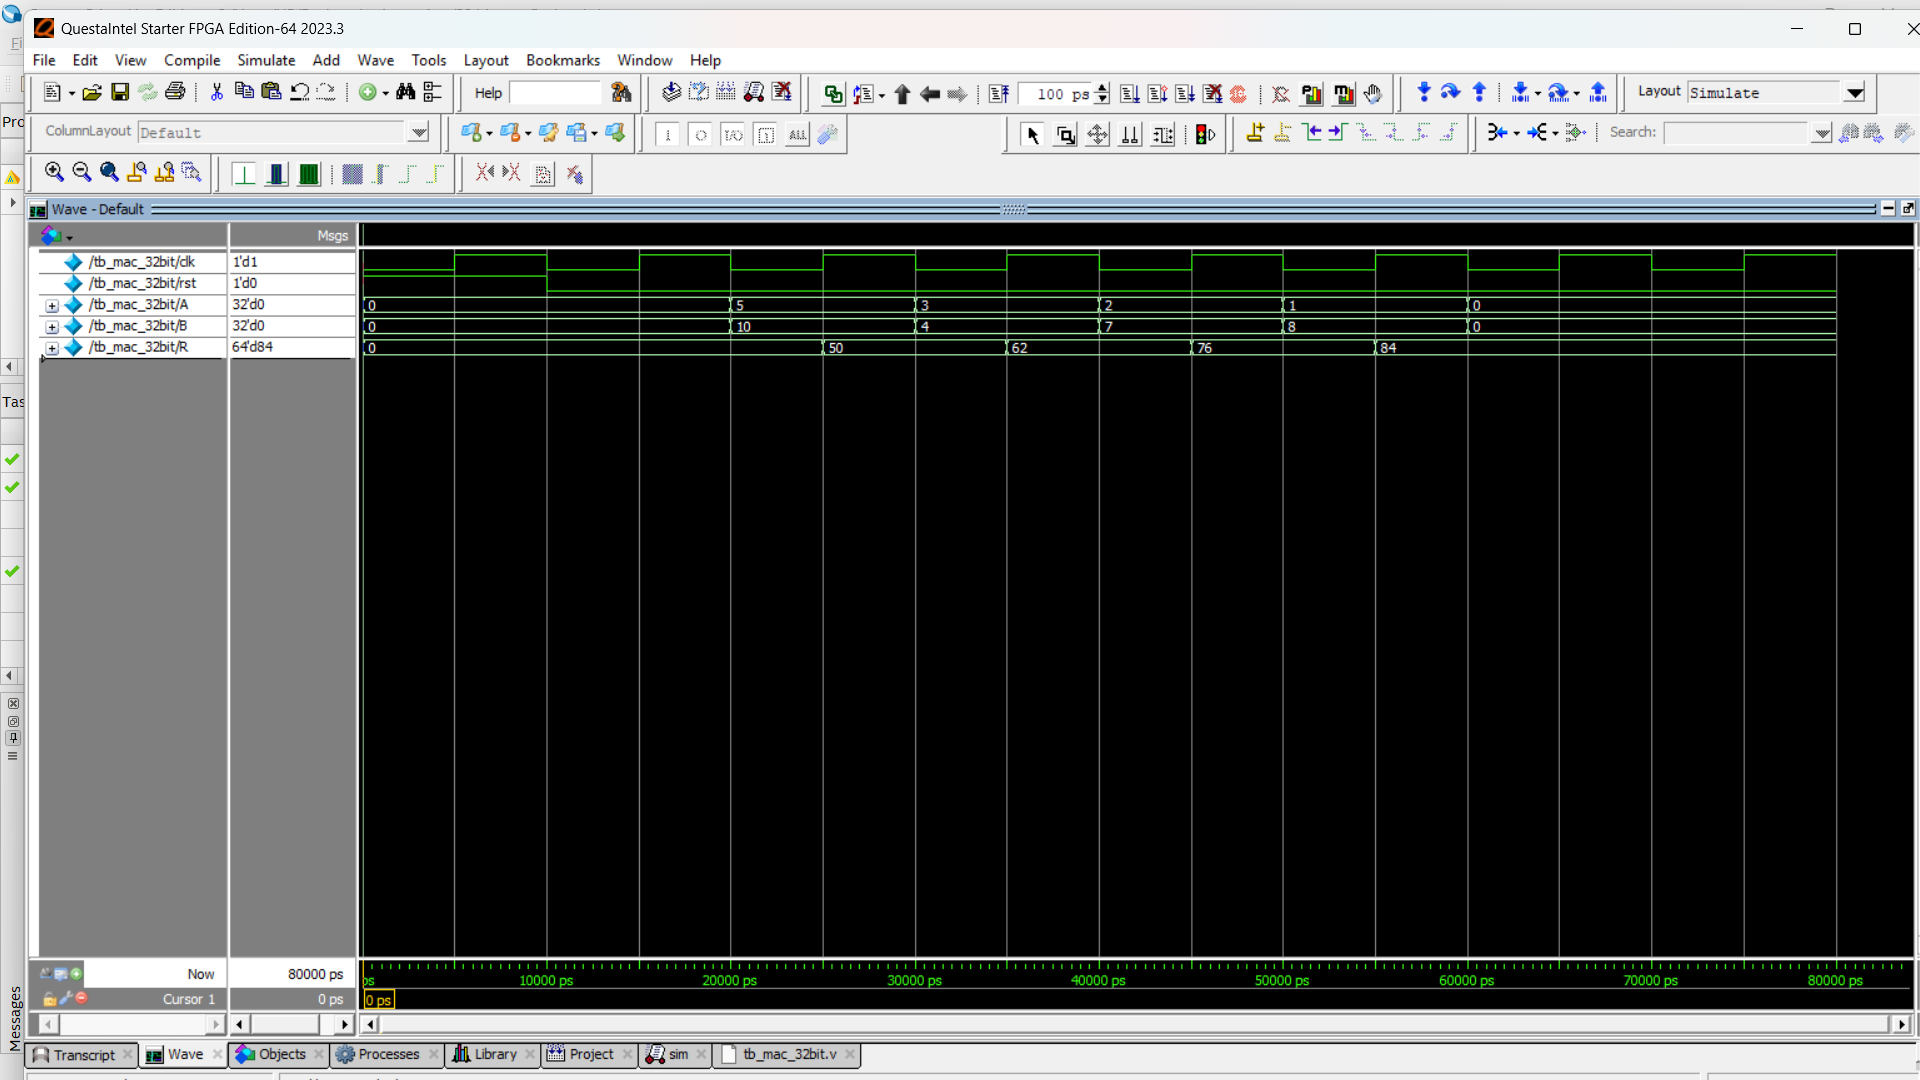 QuestaIntel Starter FPGA Edition-64 2023.3
File Edit View Compile Simulate Add Wave Tools Layout Bookmarks Window Help
Help 100 ps Layout Simulate
Pro
ColumnLayout Default I/O ALL Search:
Wave - Default
Msgs
/tb_mac_32bit/clk 1'd1
/tb_mac_32bit/rst 1'd0
/tb_mac_32bit/A 32'd0 0 5 3 2 1 0
/tb_mac_32bit/B 32'd0 0 10 4 7 8 0
/tb_mac_32bit/R 64'd84 0 50 62 76 84
Tas
Now 80000 ps ps 10000 ps 20000 ps 30000 ps 40000 ps 50000 ps 60000 ps 70000 ps 80000 ps
Cursor 1 0 ps 0 ps
Messages
Transcript Wave Objects Processes Library Project sim tb_mac_32bit.v